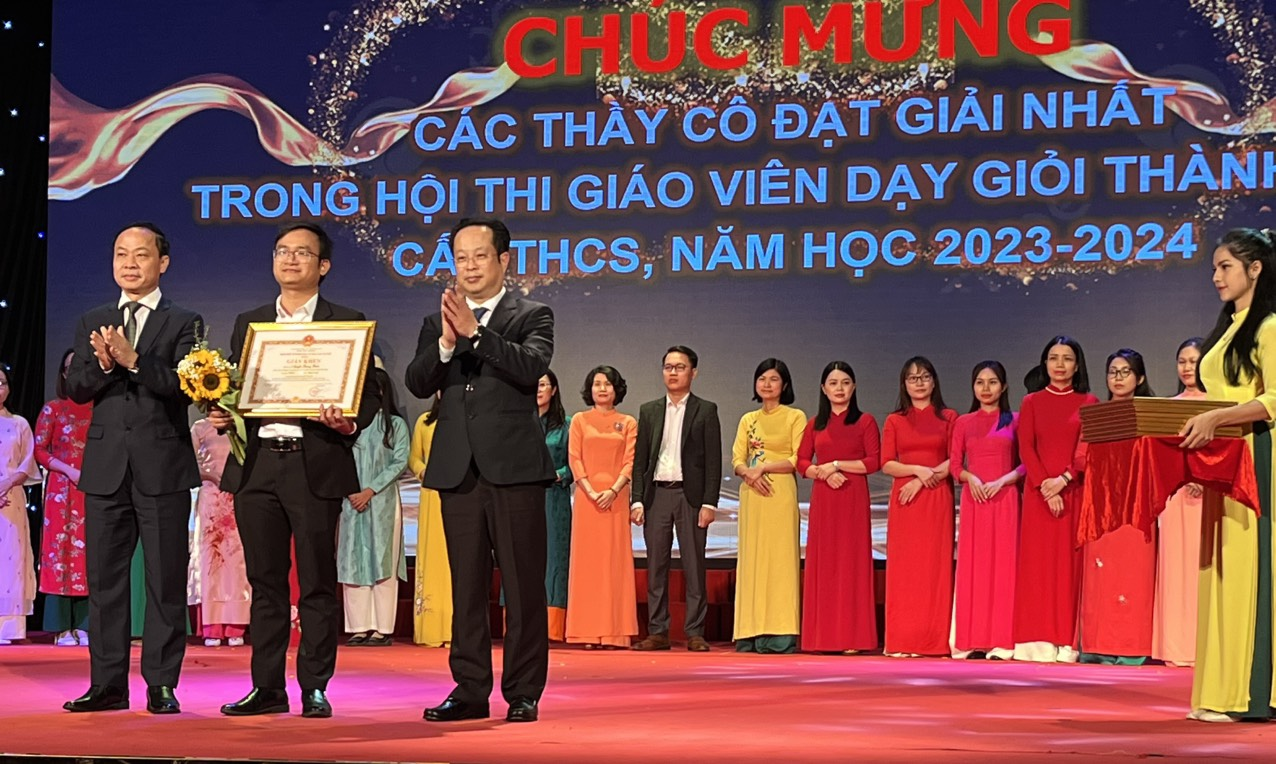 CHÚC MỪNG
CÁC THẦY CÔ ĐẠT GIẢI NHẤT
TRONG HỘI THI GIÁO VIÊN DẠY GIỎI THÀNH
THCS, NĂM HỌC 2023-2024
GIẤY KHEN